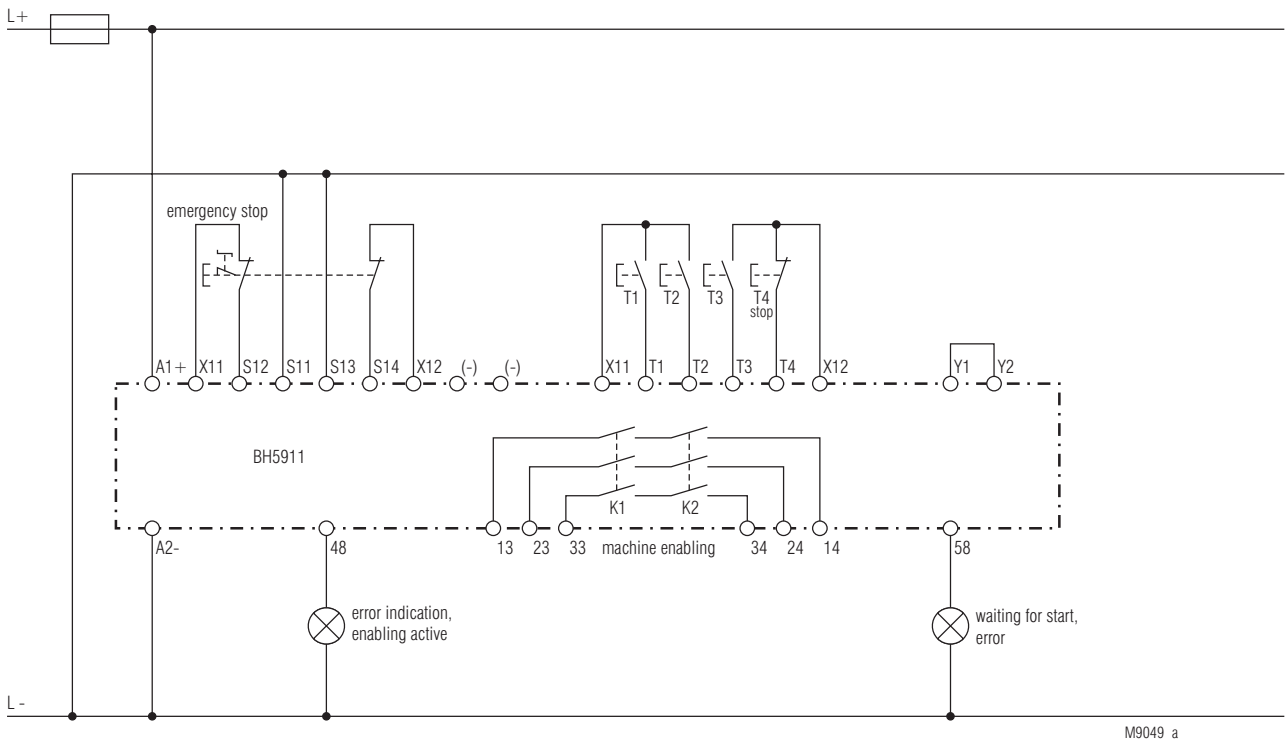 L+
emergency stop
T1 T2 T3 T4
stop
A1+ X11 S12 S11 S13 S14 X12 (-) (-) X11 T1 T2 T3 T4 X12 Y1 Y2
BH5911
K1 K2
A2- 48 13 23 33 machine enabling 34 24 14 58
error indication,
enabling active
waiting for start,
error
L -
M9049_a